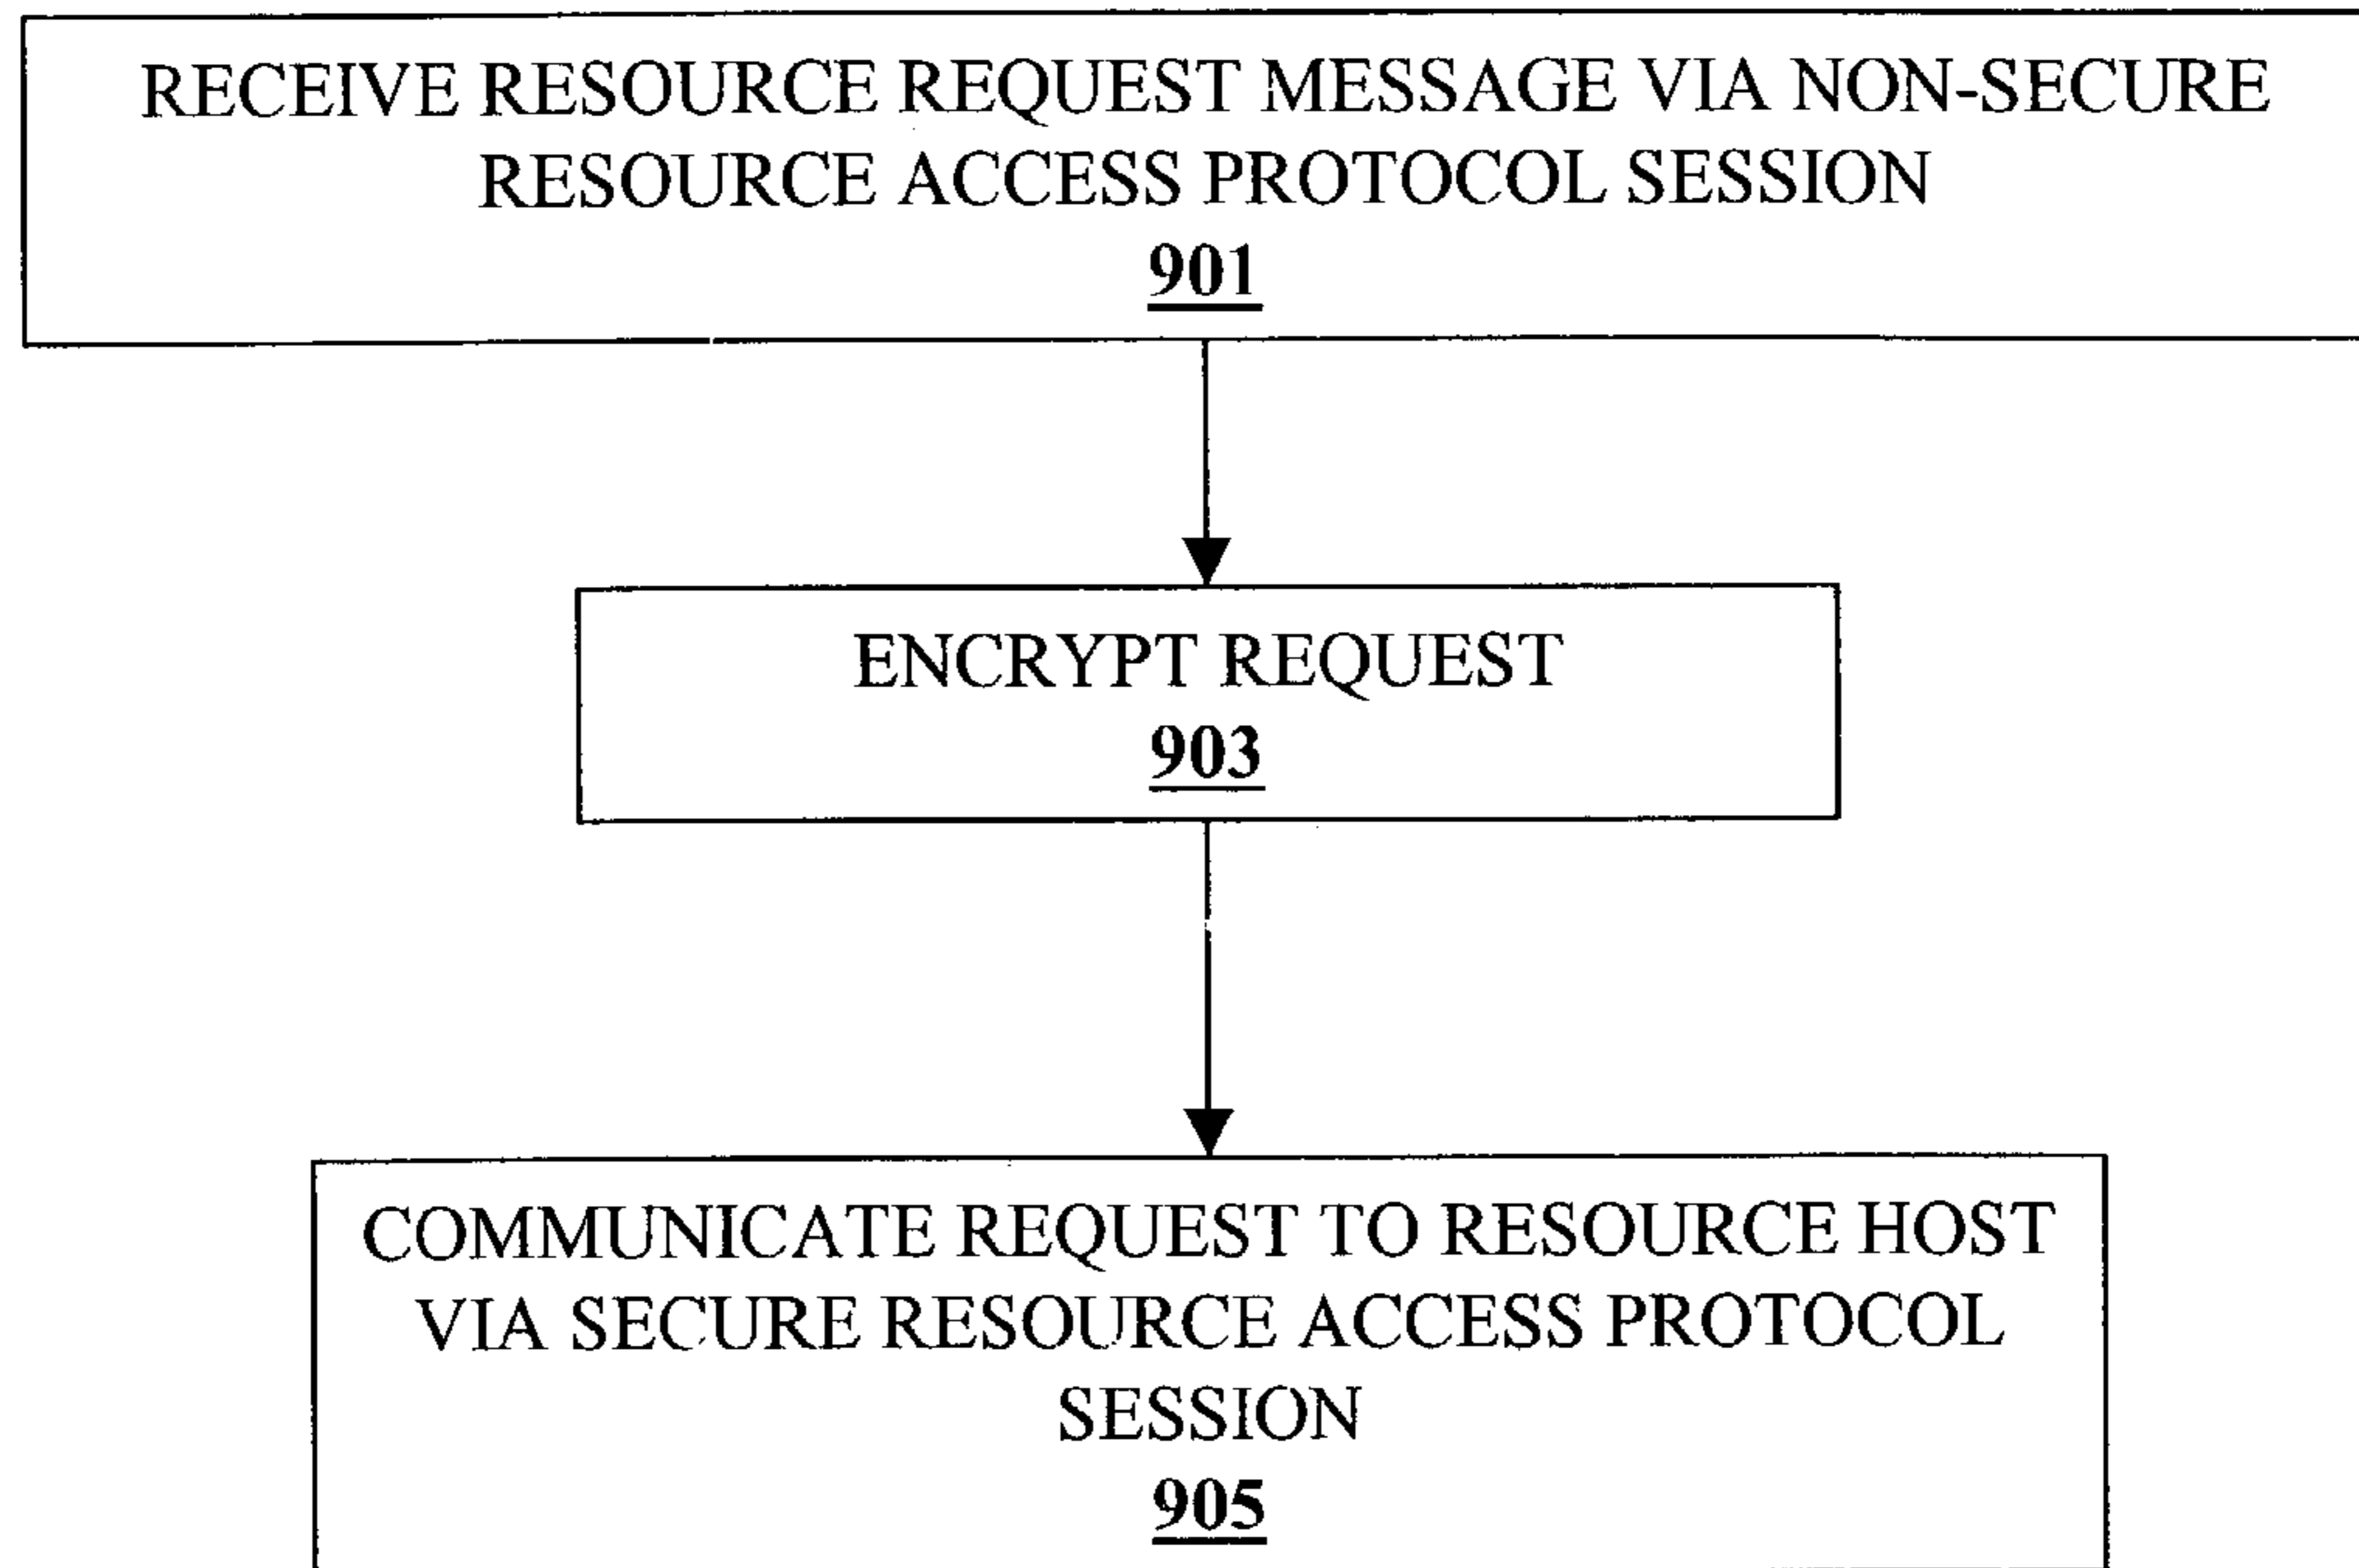 RECEIVE RESOURCE REQUEST MESSAGE VIA NON-SECURE
RESOURCE ACCESS PROTOCOL SESSION
901
ENCRYPT REQUEST
903
COMMUNICATE REQUEST TO RESOURCE HOST
VIA SECURE RESOURCE ACCESS PROTOCOL
SESSION
905